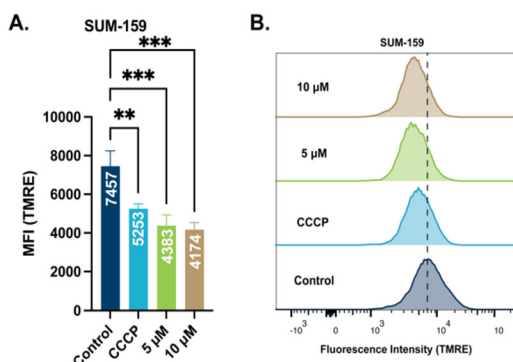 A.
SUM-159
***
***
**
10000
8000
6000
4000
2000
0
MFI (TMRE)
7457
5253
4383
4174
Control
CCCP
5 µM
10 µM
B.
SUM-159
10 µM
5 µM
CCCP
Control
-10³ 0 10³ 10⁴ 10⁵
Fluorescence Intensity (TMRE)